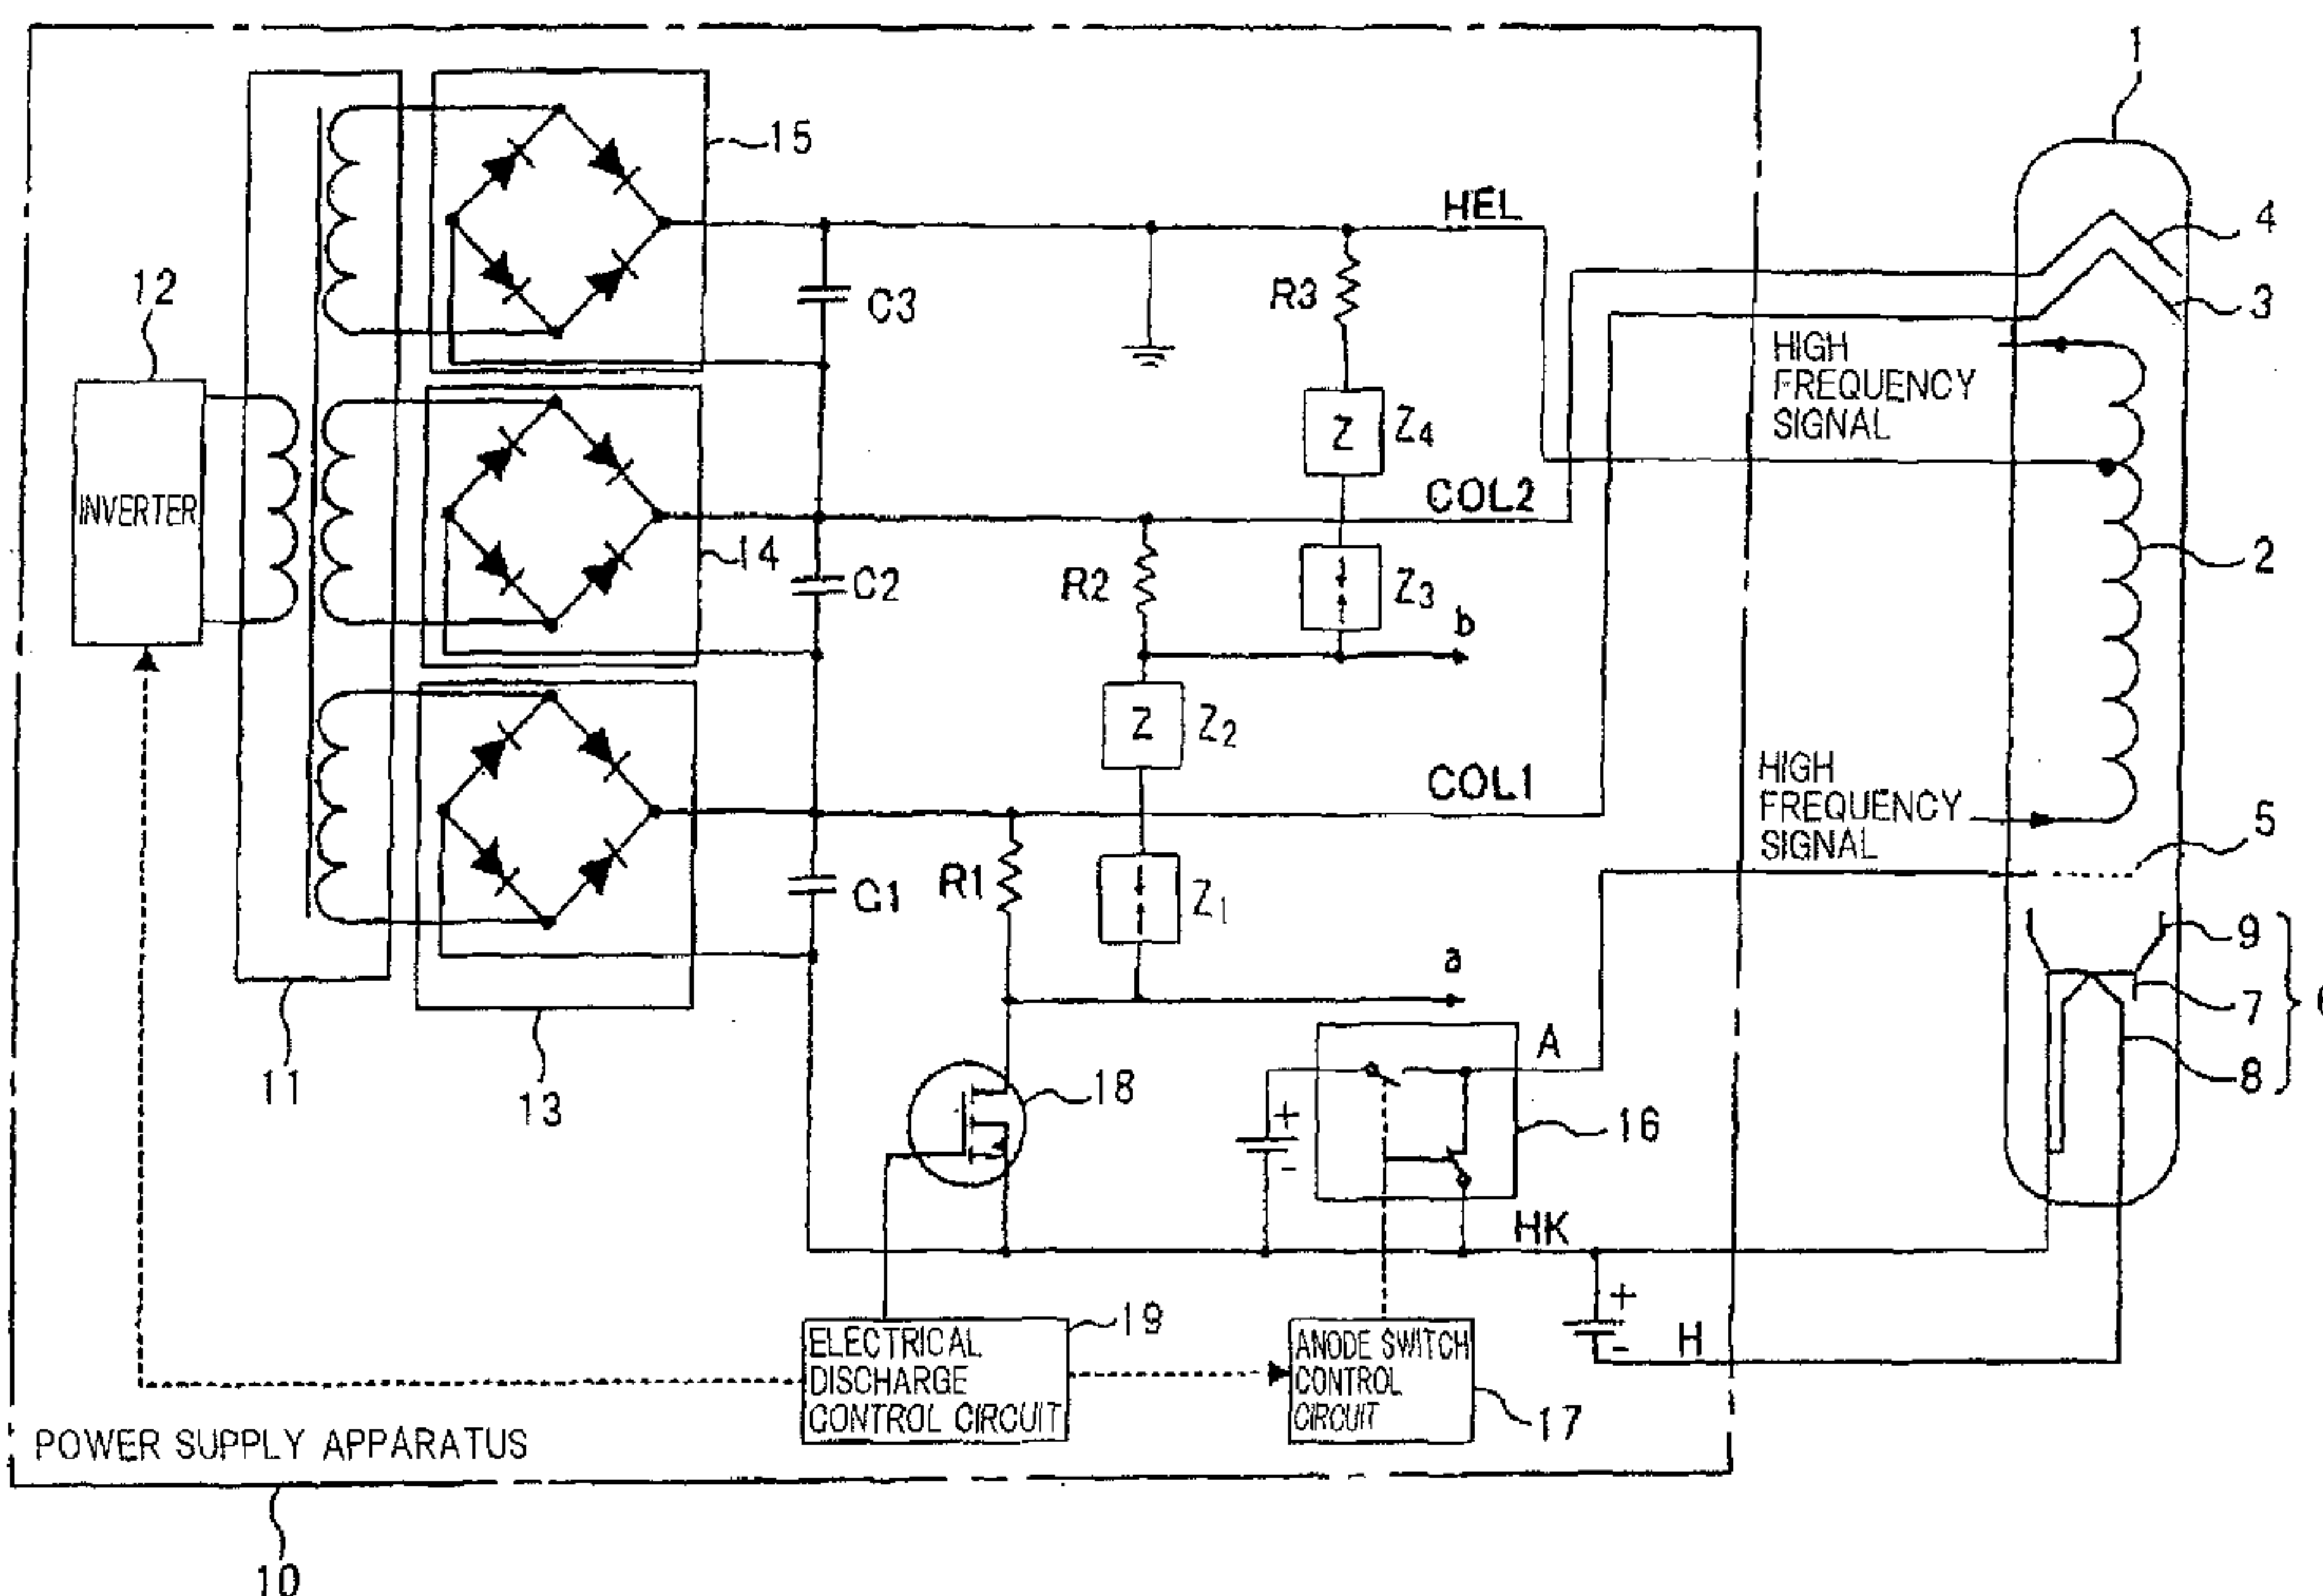 1
15
HEL
4
3
12
C3
R3
HIGH
FREQUENCY
SIGNAL
Z
Z4
INVERTER
COL2
14
C2
R2
Z3
2
b
Z
Z2
HIGH
FREQUENCY
SIGNAL
COL1
5
C1
R1
Z1
9
a
7
11
13
18
A
8
+
-
16
HK
+
-
H
19
ELECTRICAL
DISCHARGE
CONTROL CIRCUIT
ANODE SWITCH
CONTROL
CIRCUIT
17
POWER SUPPLY APPARATUS
10